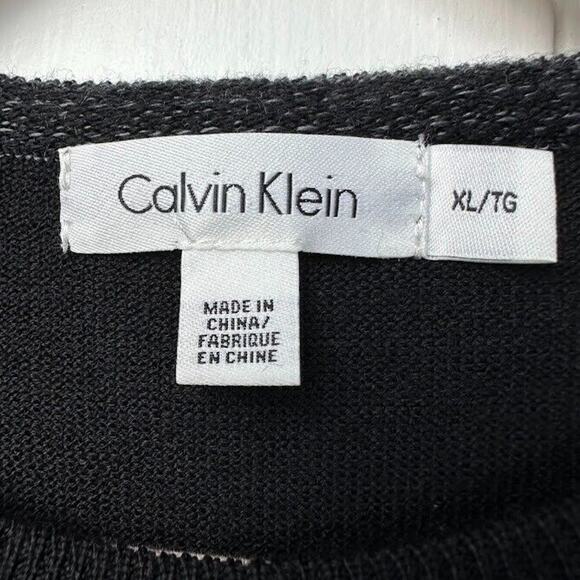 Calvin Klein
XL/TG
MADE IN
CHINA/
FABRIQUE
EN CHINE